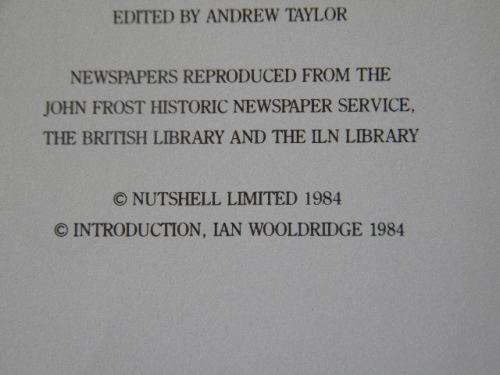 EDITED BY ANDREW TAYLOR
NEWSPAPERS REPRODUCED FROM THE
JOHN FROST HISTORIC NEWSPAPER SERVICE,
THE BRITISH LIBRARY AND THE ILN LIBRARY
© NUTSHELL LIMITED 1984
© INTRODUCTION, IAN WOOLDRIDGE 1984